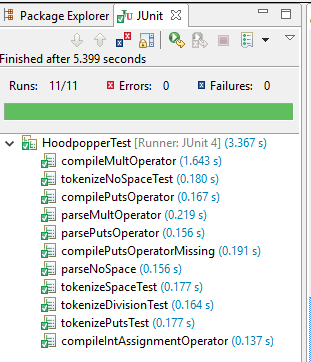 Package Explorer JUnit
Finished after 5.399 seconds
Runs: 11/11 Errors: 0 Failures: 0
HoodpopperTest [Runner: JUnit 4] (3.367 s)
compileMultOperator (1.643 s)
tokenizeNoSpaceTest (0.180 s)
compilePutsOperator (0.167 s)
parseMultOperator (0.219 s)
parsePutsOperator (0.156 s)
compilePutsOperatorMissing (0.191 s)
parseNoSpace (0.156 s)
tokenizeSpaceTest (0.177 s)
tokenizeDivisionTest (0.164 s)
tokenizePutsTest (0.177 s)
compileIntAssignmentOperator (0.137 s)